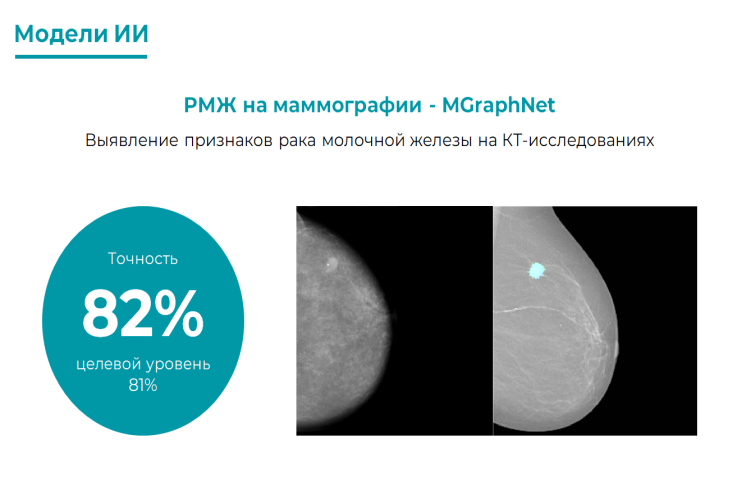 Модели ИИ
РМЖ на маммографии - MGraphNet
Выявление признаков рака молочной железы на КТ-исследованиях
Точность
82%
целевой уровень
81%